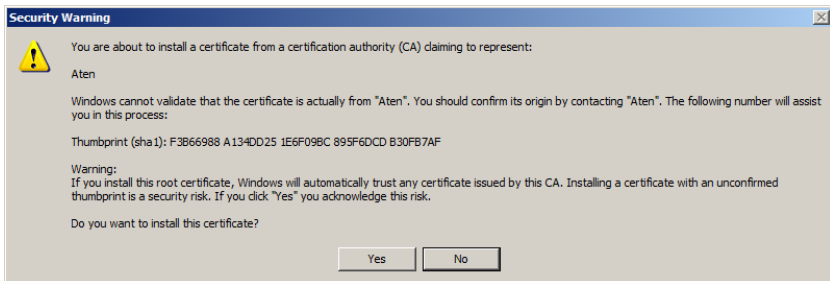 Security Warning
You are about to install a certificate from a certification authority (CA) claiming to represent:
Aten
Windows cannot validate that the certificate is actually from "Aten". You should confirm its origin by contacting "Aten". The following number will assist
you in this process:
Thumbprint (sha1): F3B66988 A134DD25 1E6F09BC 895F6DCD B30FB7AF
Warning:
If you install this root certificate, Windows will automatically trust any certificate issued by this CA. Installing a certificate with an unconfirmed
thumbprint is a security risk. If you click "Yes" you acknowledge this risk.
Do you want to install this certificate?
Yes
No